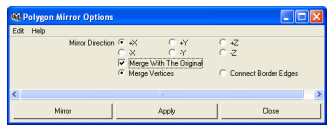 Polygon Mirror Options
Edit Help
Mirror Direction +X +Y +Z
-X -Y -Z
Merge With The Original
Merge Vertices Connect Border Edges
Mirror Apply Close